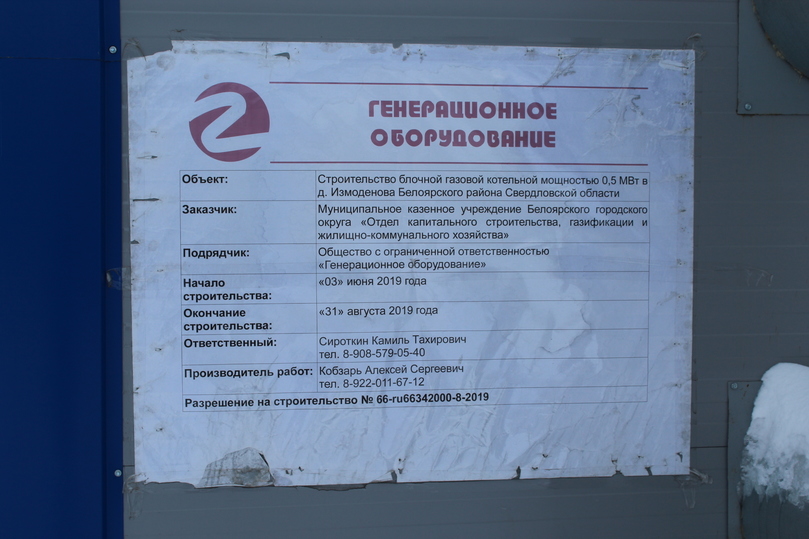 ГЕНЕРАЦИОННОЕ
ОБОРУДОВАНИЕ
Объект: Строительство блочной газовой котельной мощностью 0,5 МВт в
д. Измоденова Белоярского района Свердловской области
Заказчик: Муниципальное казенное учреждение Белоярского городского
округа «Отдел капитального строительства, газификации и
жилищно-коммунального хозяйства»
Подрядчик: Общество с ограниченной ответственностью
«Генерационное оборудование»
Начало «03» июня 2019 года
строительства:
Окончание «31» августа 2019 года
строительства:
Ответственный: Сироткин Камиль Тахирович
тел. 8-908-579-05-40
Производитель работ: Кобзарь Алексей Сергеевич
тел. 8-922-011-67-12
Разрешение на строительство № 66-ru66342000-8-2019